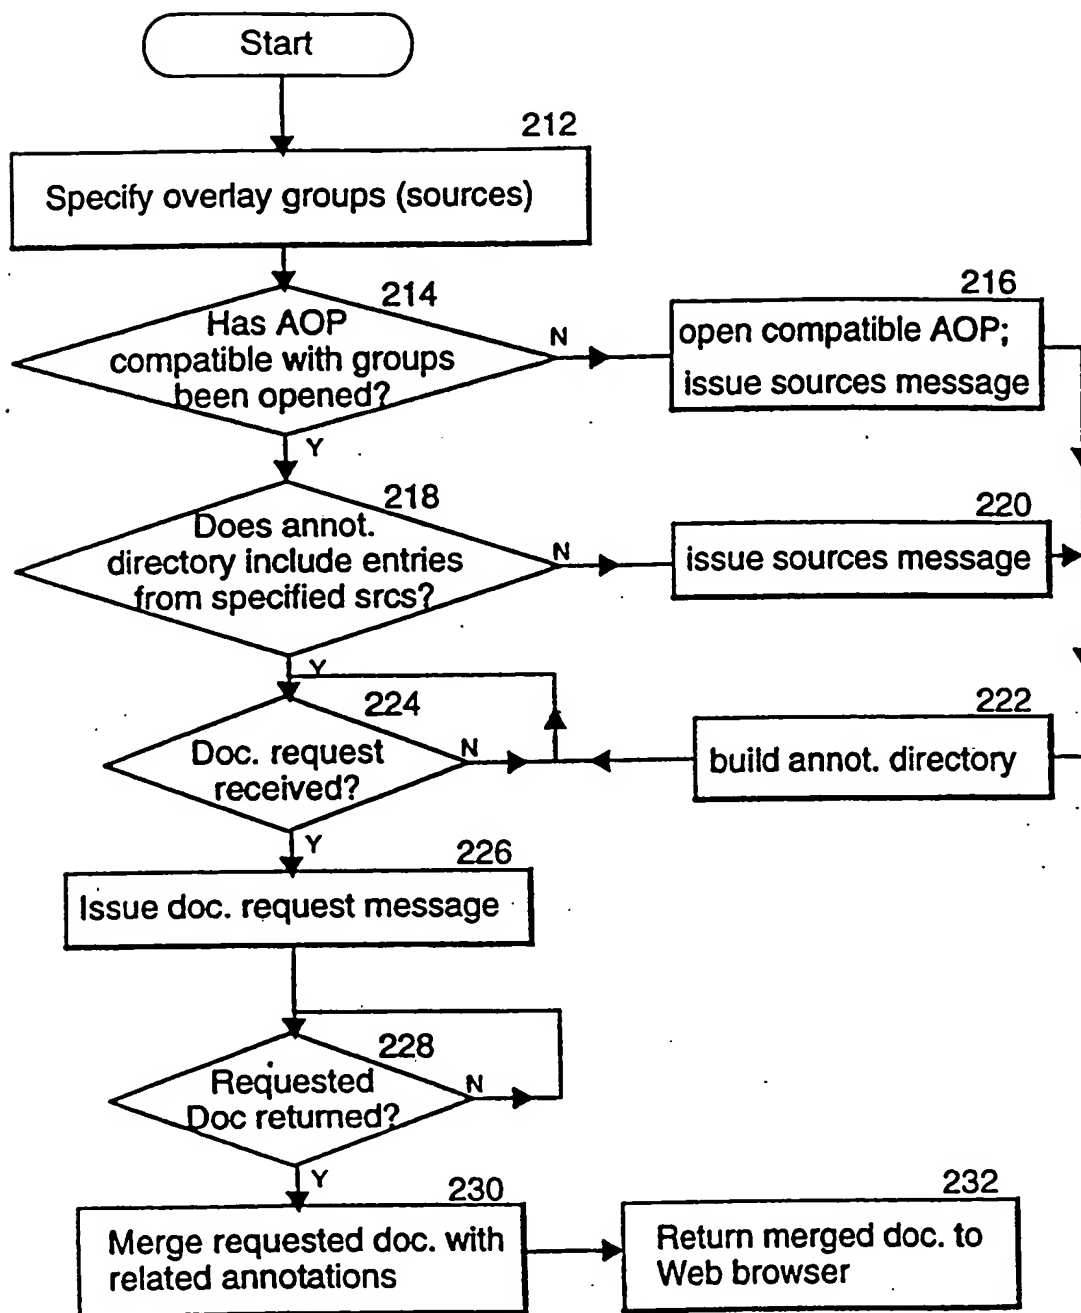 Start
212
Specify overlay groups (sources)
214
Has AOP
compatible with groups
been opened?
N
Y
216
open compatible AOP;
issue sources message
218
Does annot.
directory include entries
from specified srcs?
N
Y
220
issue sources message
222
build annot. directory
224
Doc. request
received?
N
Y
226
Issue doc. request message
228
Requested
Doc returned?
N
Y
230
Merge requested doc. with
related annotations
232
Return merged doc. to
Web browser